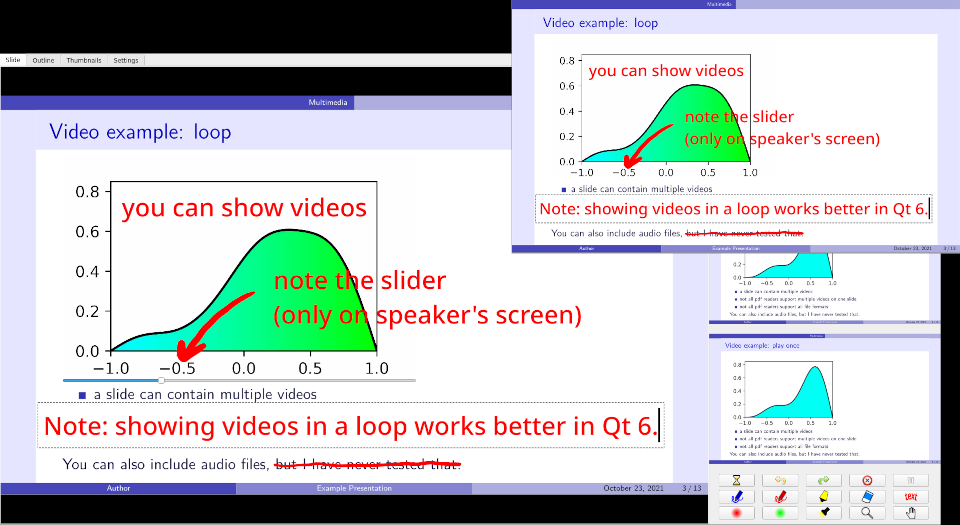 Slide Outline Thumbnails Settings
Multimedia
Video example: loop
0.8
0.6
0.4
0.2
0.0
−1.0 −0.5 0.0 0.5 1.0
you can show videos
note the slider
(only on speaker's screen)
a slide can contain multiple videos
Note: showing videos in a loop works better in Qt 6.
You can also include audio files, but I have never tested that.
Author Example Presentation October 23, 2021 3 / 13
Multimedia
Video example: loop
0.8
0.6
0.4
0.2
0.0
−1.0 −0.5 0.0 0.5 1.0
you can show videos
note the slider
(only on speaker's screen)
a slide can contain multiple videos
Note: showing videos in a loop works better in Qt 6.
You can also include audio files, but I have never tested that.
Author Example Presentation October 23, 2021 3 / 13
0.2
0.0
−1.0 −0.5 0.0 0.5 1.0
a slide can contain multiple videos
not all pdf readers support multiple videos on one slide
not all pdf readers support all file formats
You can also include audio files, but I have never tested that.
Video example: play once
0.8
0.6
0.4
0.2
0.0
−1.0 −0.5 0.0 0.5 1.0
a slide can contain multiple videos
not all pdf readers support multiple videos on one slide
not all pdf readers support all file formats
You can also include audio files, but I have never tested that.
text